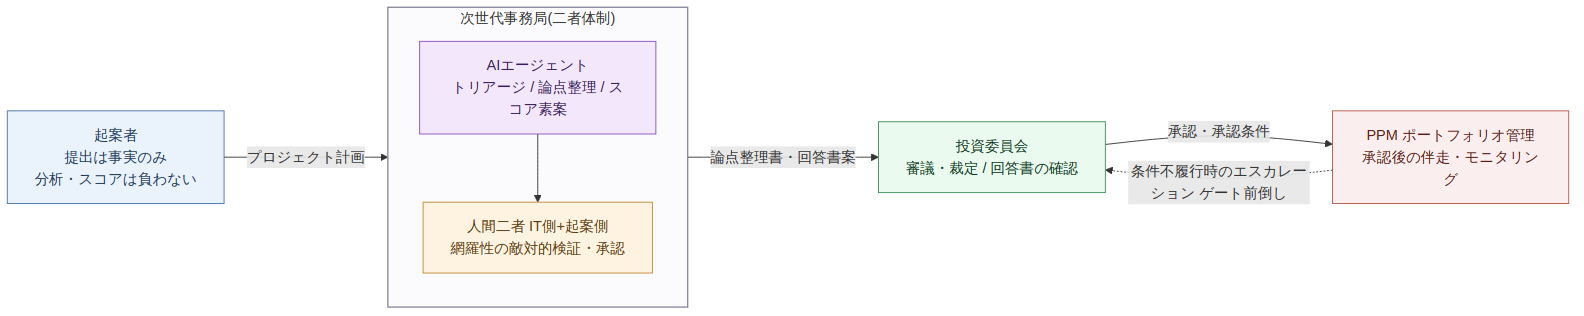 起案者
提出は事実のみ
分析・スコアは負わない
プロジェクト計画
次世代事務局(二者体制)
AIエージェント
トリアージ / 論点整理 / ス
コア素案
人間二者 IT側+起案側
網羅性の敵対的検証・承認
論点整理書・回答書案
投資委員会
審議・裁定 / 回答書の確認
承認・承認条件
条件不履行時のエスカレー
ション ゲート前倒し
PPM ポートフォリオ管理
承認後の伴走・モニタリン
グ